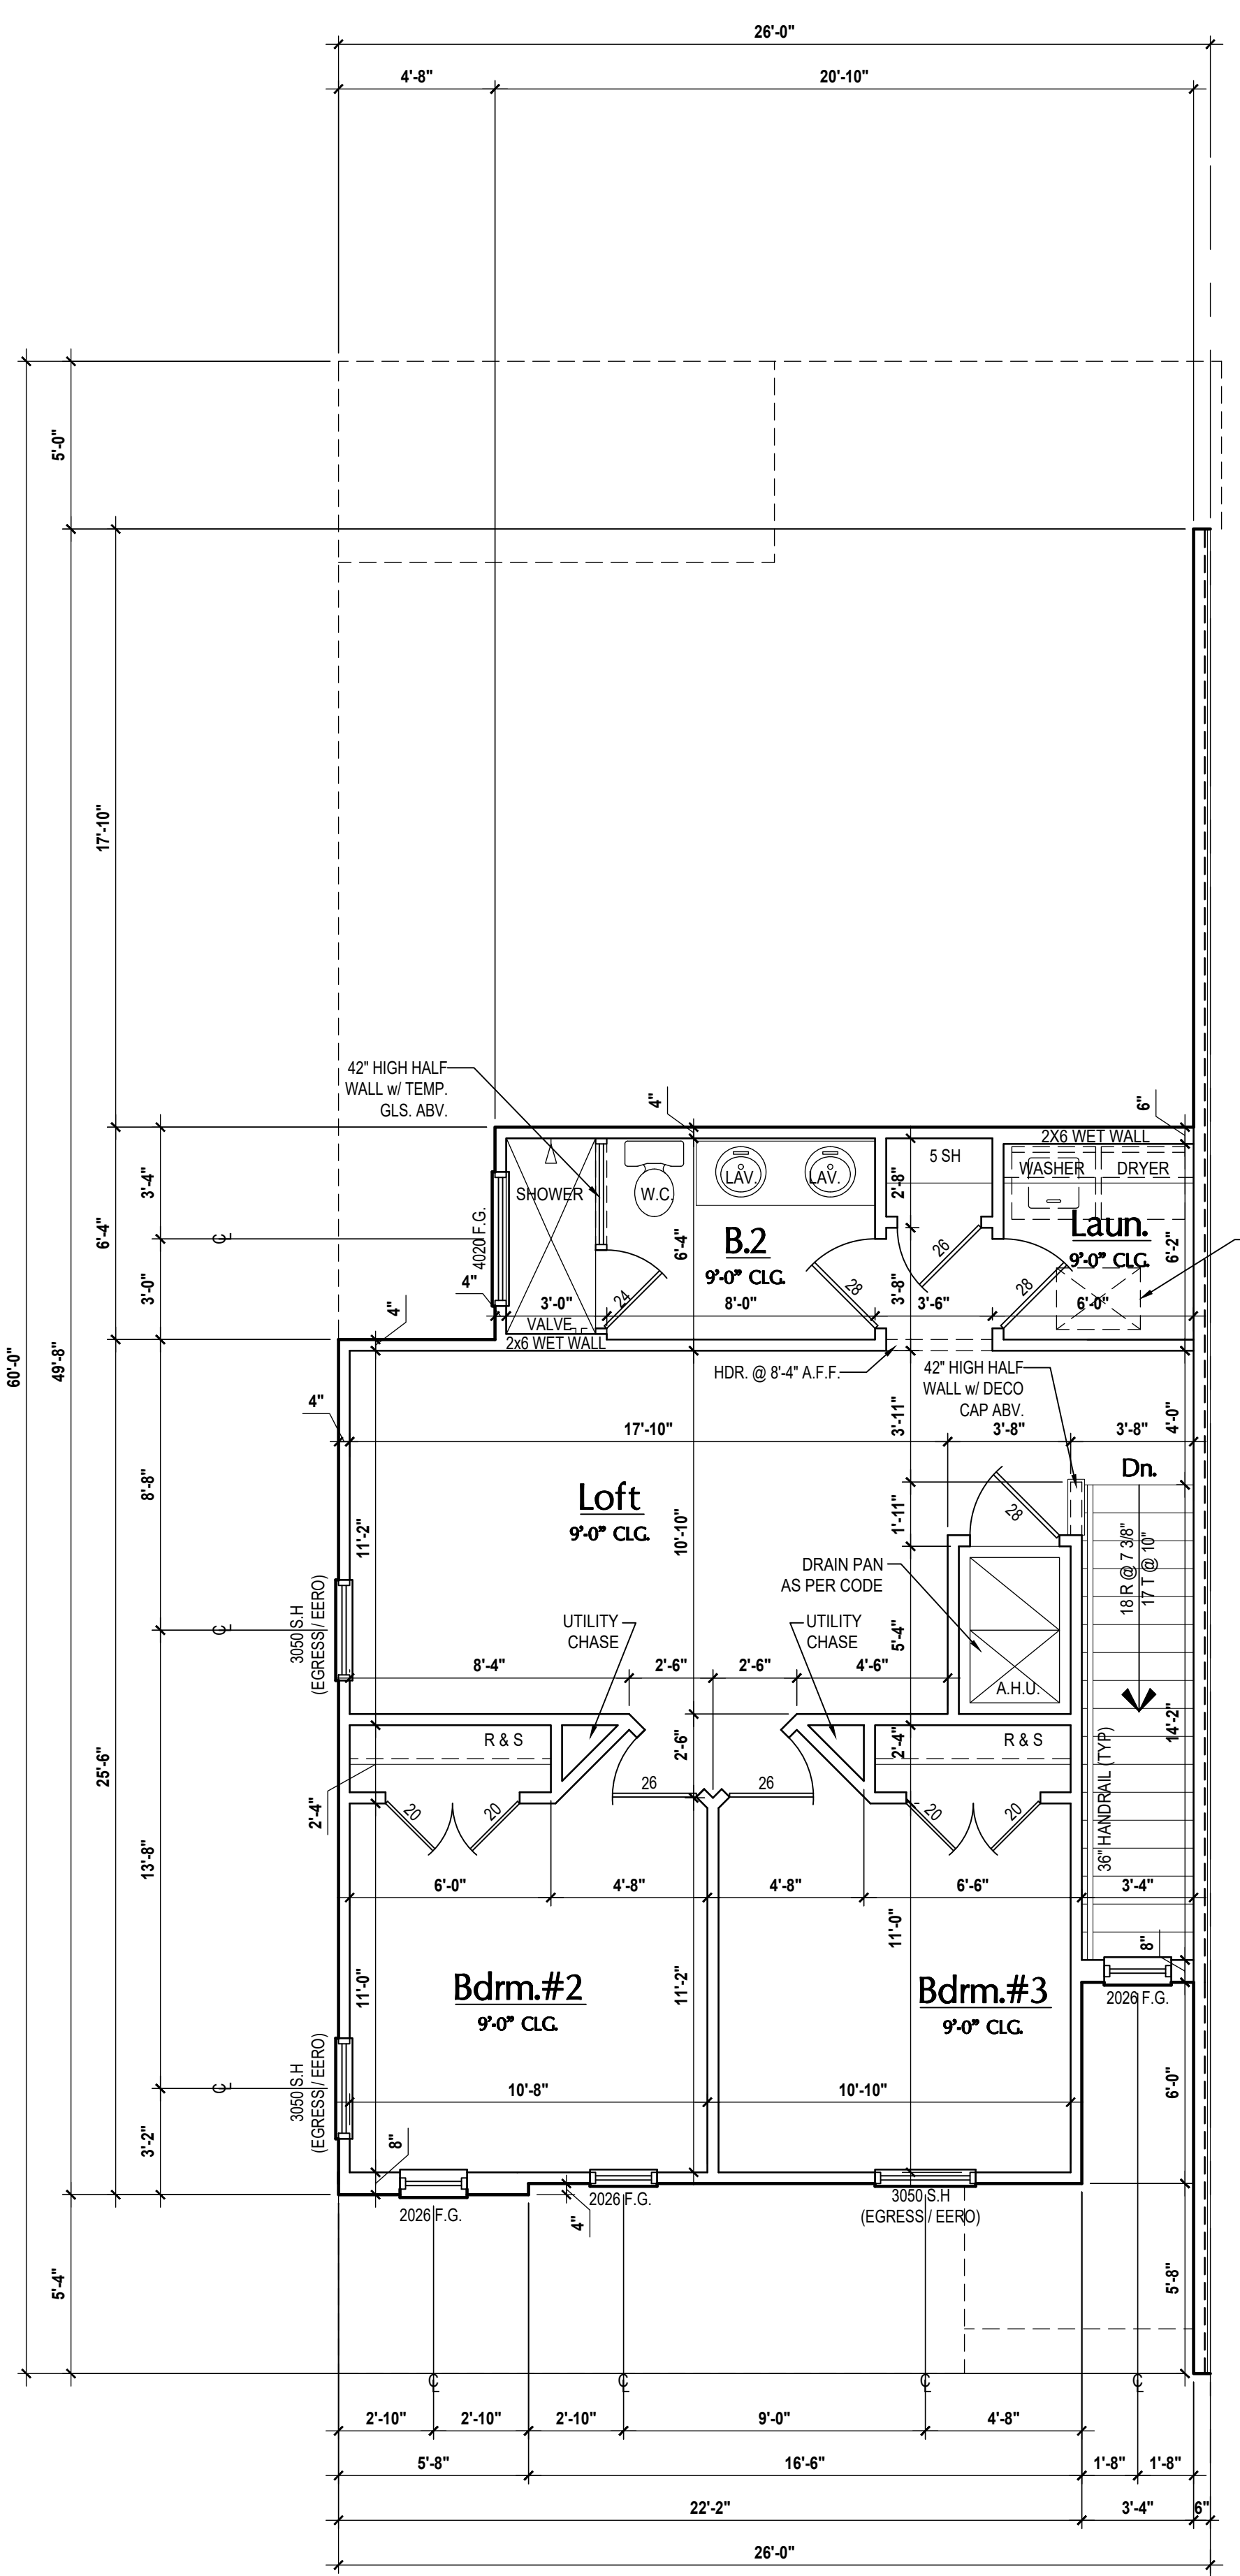 26'-0"
4'-8"
20'-10"
5'-0"
17'-10"
60'-0"
49'-8"
42" HIGH HALF
WALL w/ TEMP.
GLS. ABV.
4"
6"
2X6 WET WALL
WASHER
DRYER
5 SH
2'-8"
SHOWER
W.C.
LAV.
LAV.
3'-4"
6'-4"
3'-0"
4020 F.G.
6'-4"
B.2
9'-0" CLG.
Laun.
9'-0" CLG.
6'-2"
26
24
28
28
3'-8"
4"
4"
3'-0"
8'-0"
3'-6"
6'-0"
VALVE
2x6 WET WALL
HDR. @ 8'-4" A.F.F.
42" HIGH HALF
WALL w/ DECO
CAP ABV.
4"
17'-10"
3'-11"
3'-8"
3'-8"
4'-0"
8'-8"
Dn.
Loft
9'-0" CLG.
11'-2"
10'-10"
1'-11"
28
18 R @ 7 3/8"
17 T @ 10"
DRAIN PAN
AS PER CODE
3050 S.H
(EGRESS / EERO)
UTILITY
CHASE
UTILITY
CHASE
5'-4"
8'-4"
2'-6"
2'-6"
4'-6"
A.H.U.
R & S
R & S
2'-6"
2'-4"
14'-2"
25'-6"
2'-4"
20
20
26
26
20
20
36" HANDRAIL (TYP)
13'-8"
6'-0"
4'-8"
4'-8"
6'-6"
3'-4"
11'-0"
8"
11'-0"
11'-2"
Bdrm.#2
9'-0" CLG.
Bdrm.#3
9'-0" CLG.
2026 F.G.
3050 S.H
(EGRESS / EERO)
10'-8"
10'-10"
6'-0"
3'-2"
8"
2026 F.G.
4"
2026 F.G.
3050 S.H
(EGRESS / EERO)
5'-4"
5'-8"
2'-10"
2'-10"
2'-10"
9'-0"
4'-8"
5'-8"
16'-6"
1'-8"
1'-8"
22'-2"
3'-4"
6"
26'-0"